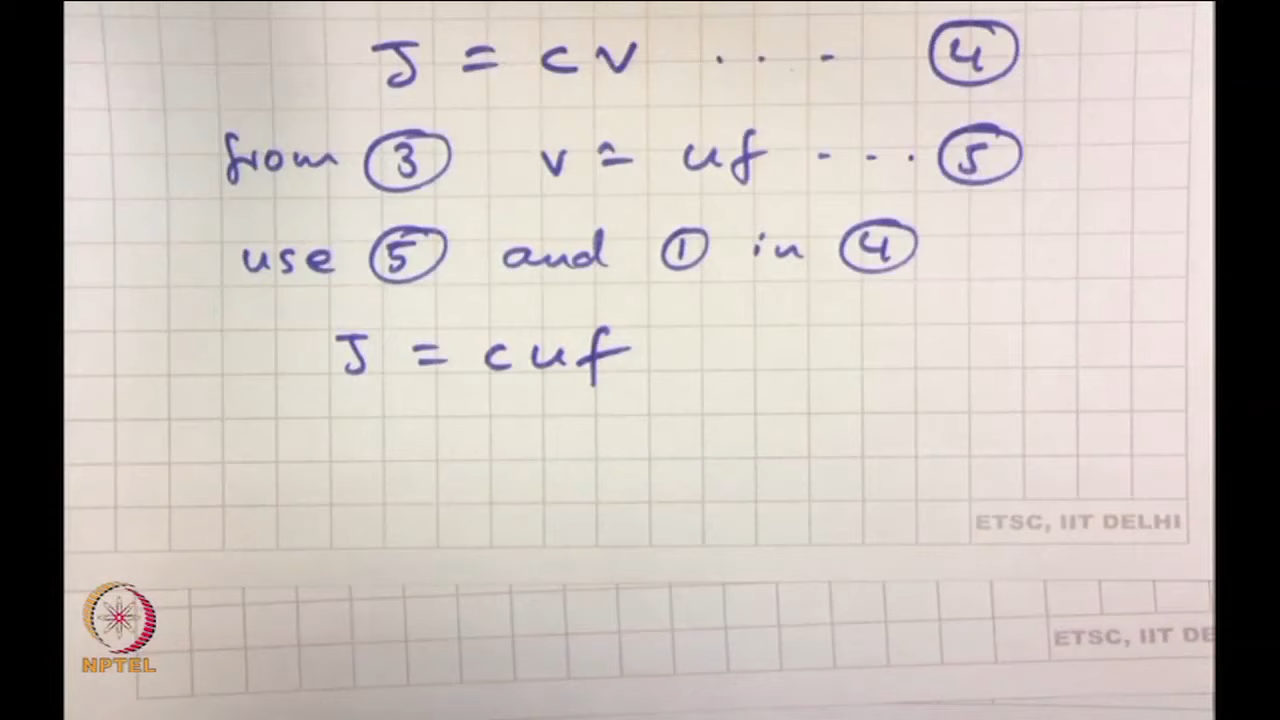 J = cv ... ④
from ③ v = uf ... ⑤
use ⑤ and ① in ④
J = cuf
ETSC, IIT DELHI
ETSC, IIT DE
NPTEL